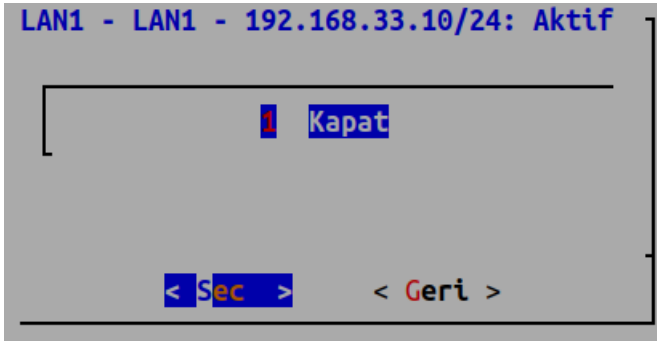 LAN1 - LAN1 - 192.168.33.10/24: Aktif
1 Kapat
< Sec > < Geri >